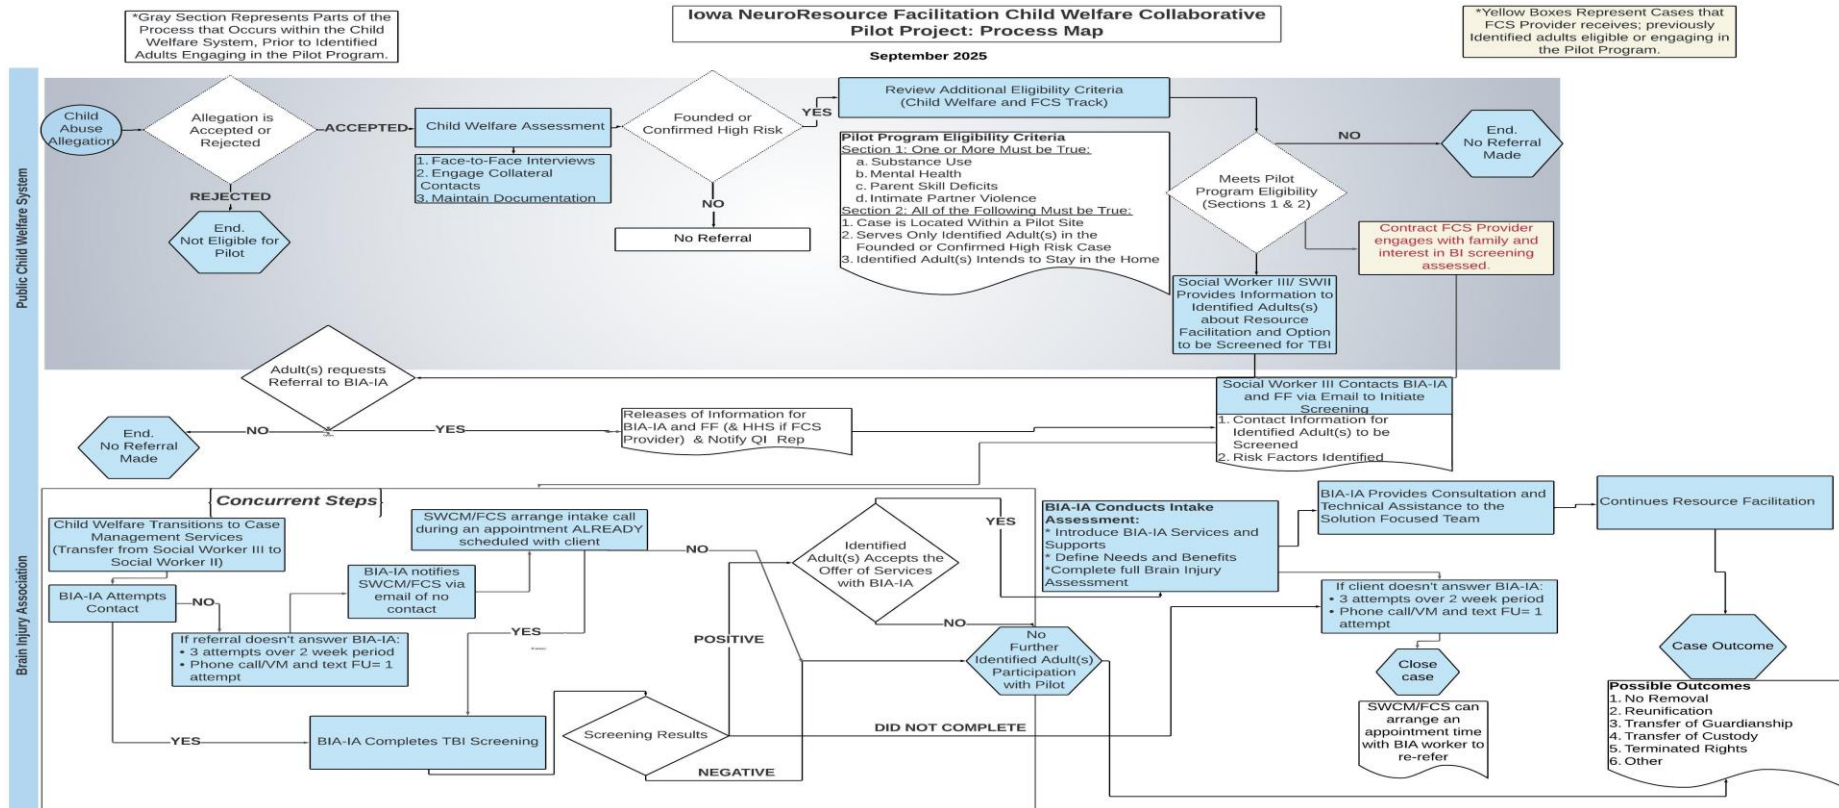 *Gray Section Represents Parts of the
Process that Occurs within the Child
Welfare System, Prior to Identified
Adults Engaging in the Pilot Program.
Iowa NeuroResource Facilitation Child Welfare Collaborative
Pilot Project: Process Map
September 2025
*Yellow Boxes Represent Cases that
FCS Provider receives; previously
Identified adults eligible or engaging in
the Pilot Program.
Public Child Welfare System
Child
Abuse
Allegation
Allegation is
Accepted or
Rejected
ACCEPTED
REJECTED
End.
Not Eligible for
Pilot
Child Welfare Assessment
1. Face-to-Face Interviews
2. Engage Collateral
Contacts
3. Maintain Documentation
Founded or
Confirmed High Risk
YES
NO
No Referral
Review Additional Eligibility Criteria
(Child Welfare and FCS Track)
Pilot Program Eligibility Criteria
Section 1: One or More Must be True:
a. Substance Use
b. Mental Health
c. Parent Skill Deficits
d. Intimate Partner Violence
Section 2: All of the Following Must be True:
1. Case is Located Within a Pilot Site
2. Serves Only Identified Adult(s) in the
Founded or Confirmed High Risk Case
3. Identified Adult(s) Intends to Stay in the Home
Meets Pilot
Program Eligibility
(Sections 1 & 2)
NO
End.
No Referral
Made
Contract FCS Provider
engages with family and
interest in BI screening
assessed.
Social Worker III/ SWII
Provides Information to
Identified Adults(s)
about Resource
Facilitation and Option
to be Screened for TBI
Adult(s) requests
Referral to BIA-IA
NO
End.
No Referral
Made
YES
Releases of Information for
BIA-IA and FF (& HHS if FCS
Provider) & Notify QI Rep
Social Worker III Contacts BIA-IA
and FF via Email to Initiate
Screening
1. Contact Information for
Identified Adult(s) to be
Screened
2. Risk Factors Identified
Brain Injury Association
Concurrent Steps
Child Welfare Transitions to Case
Management Services
(Transfer from Social Worker III to
Social Worker II)
BIA-IA Attempts
Contact
NO
If referral doesn't answer BIA-IA:
• 3 attempts over 2 week period
• Phone call/VM and text FU= 1
attempt
BIA-IA notifies
SWCM/FCS via
email of no
contact
SWCM/FCS arrange intake call
during an appointment ALREADY
scheduled with client
NO
YES
YES
BIA-IA Completes TBI Screening
Screening Results
POSITIVE
NEGATIVE
DID NOT COMPLETE
Identified
Adult(s) Accepts the
Offer of Services
with BIA-IA
YES
NO
No
Further
Identified Adult(s)
Participation
with Pilot
BIA-IA Conducts Intake
Assessment:
* Introduce BIA-IA Services and
Supports
* Define Needs and Benefits
*Complete full Brain Injury
Assessment
BIA-IA Provides Consultation and
Technical Assistance to the
Solution Focused Team
Continues Resource Facilitation
If client doesn't answer BIA-IA:
• 3 attempts over 2 week period
• Phone call/VM and text FU= 1
attempt
Close
case
SWCM/FCS can
arrange an
appointment time
with BIA worker to
re-refer
Case Outcome
Possible Outcomes
1. No Removal
2. Reunification
3. Transfer of Guardianship
4. Transfer of Custody
5. Terminated Rights
6. Other